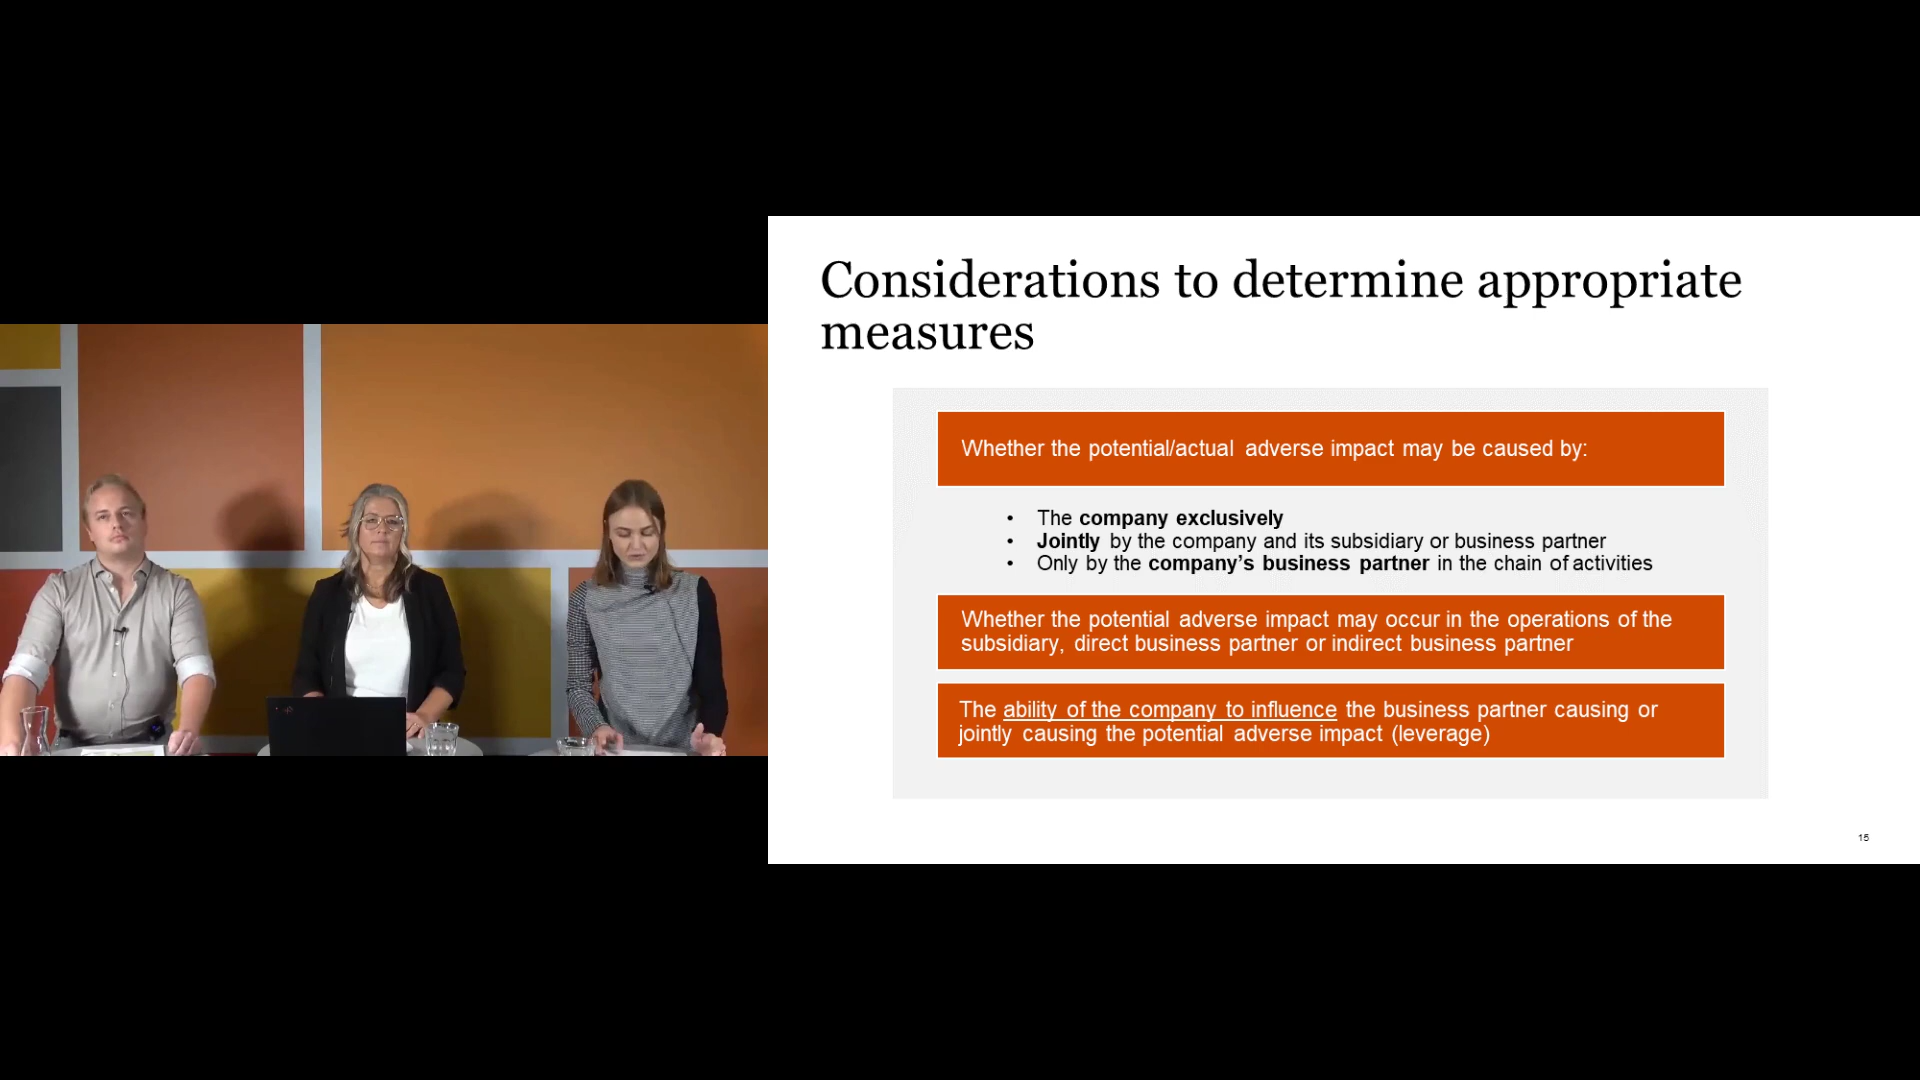 Considerations to determine appropriate
measures
Whether the potential/actual adverse impact may be caused by:
• The company exclusively
• Jointly by the company and its subsidiary or business partner
• Only by the company’s business partner in the chain of activities
Whether the potential adverse impact may occur in the operations of the
subsidiary, direct business partner or indirect business partner
The ability of the company to influence the business partner causing or
jointly causing the potential adverse impact (leverage)
15